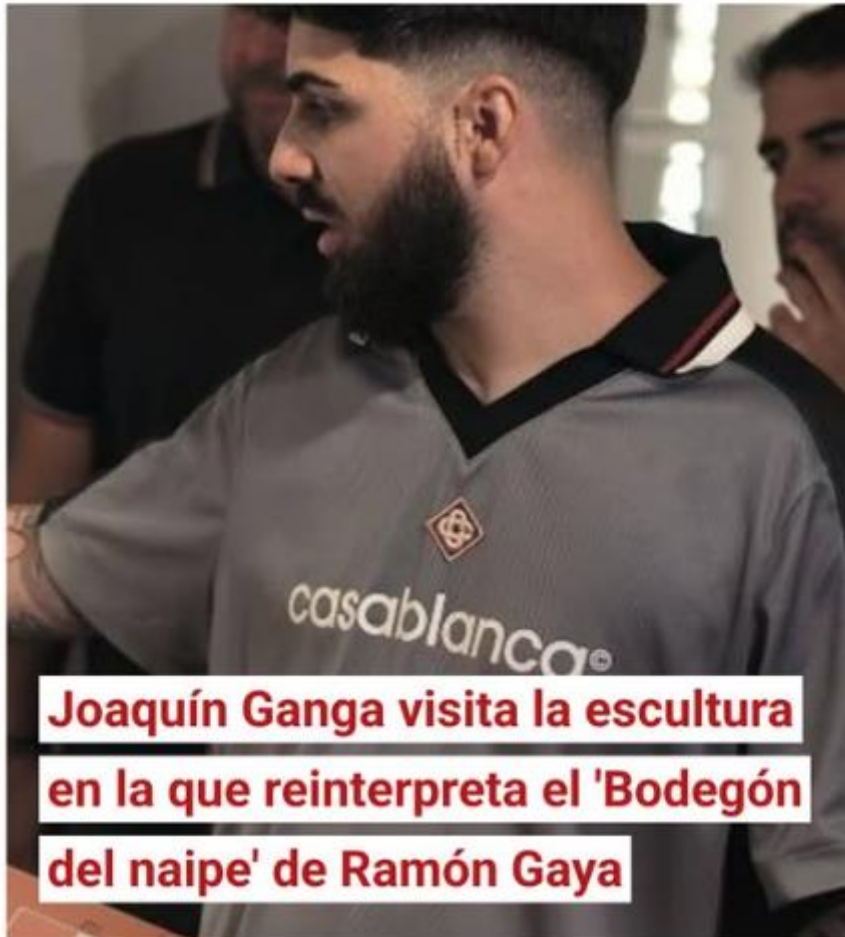 casablanca©
Joaquín Ganga visita la escultura
en la que reinterpreta el 'Bodegón
del naipe' de Ramón Gaya